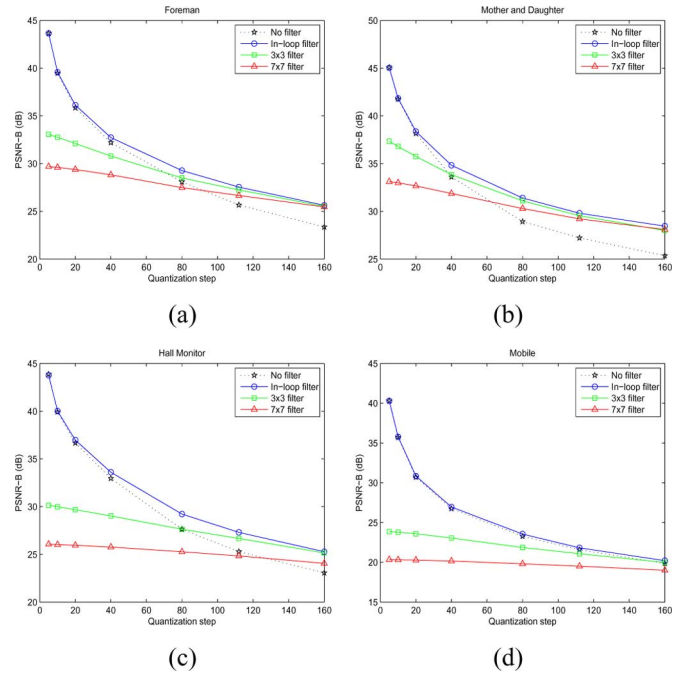 Foreman
No filter
In-loop filter
3x3 filter
7x7 filter
PSNR-B (dB)
45
40
35
30
25
20
0 20 40 60 80 100 120 140 160
Quantization step
(a)
Mother and Daughter
No filter
In-loop filter
3x3 filter
7x7 filter
PSNR-B (dB)
50
45
40
35
30
25
0 20 40 60 80 100 120 140 160
Quantization step
(b)
Hall Monitor
No filter
In-loop filter
3x3 filter
7x7 filter
PSNR-B (dB)
45
40
35
30
25
20
0 20 40 60 80 100 120 140 160
Quantization step
(c)
Mobile
No filter
In-loop filter
3x3 filter
7x7 filter
PSNR-B (dB)
45
40
35
30
25
20
15
0 20 40 60 80 100 120 140 160
Quantization step
(d)